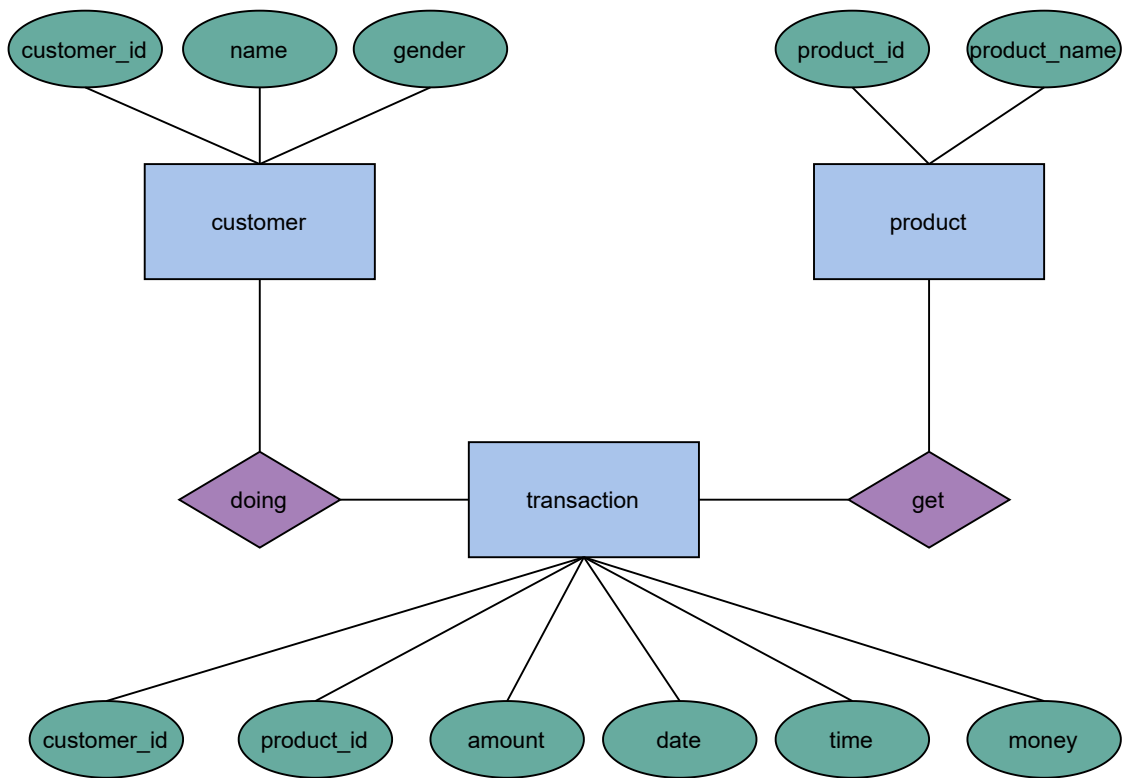 customer_id
name
gender
product_id
product_name
customer
product
doing
transaction
get
customer_id
product_id
amount
date
time
money